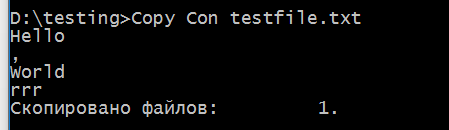 D:\testing>Copy Con testfile.txt
Hello
,
World
rrr
Скопировано файлов:         1.